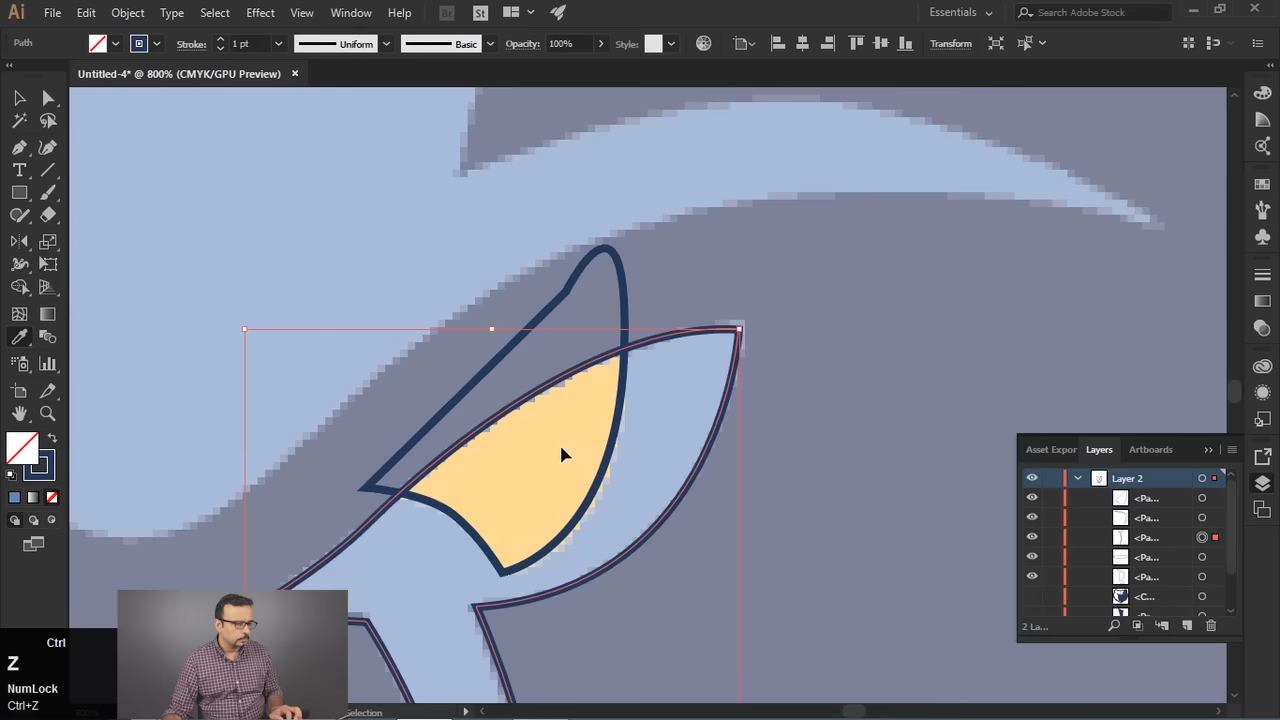 Ai File Edit Object Type Select Effect View Window Help Br St Essentials Search Adobe Stock
Path Stroke: 1 pt Uniform Basic Opacity: 100% Style: Transform
Untitled-4* @ 800% (CMYK/GPU Preview) ×
Asset Expor Layers Artboards
Layer 2
<Pa...
<Pa...
<Pa...
<Pa...
<Pa...
<C...
2 La...
Ctrl
Z
NumLock
Ctrl+Z
Selection